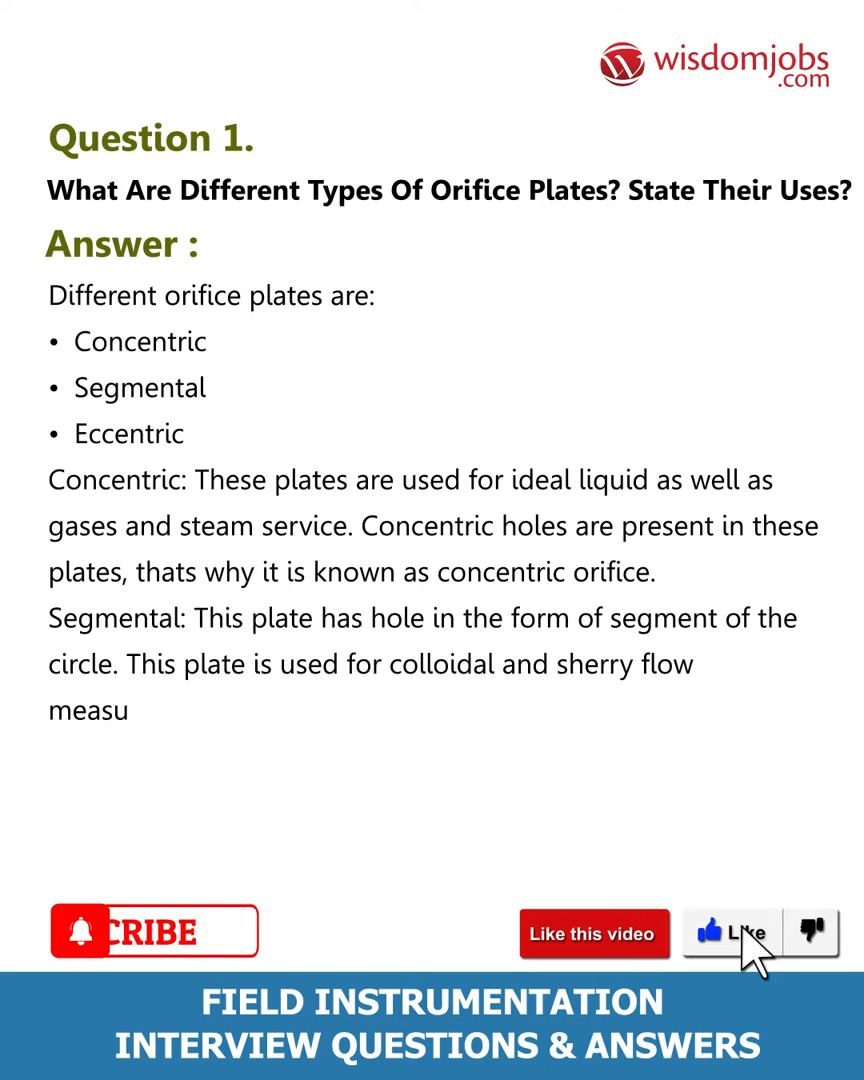 wisdomjobs
.com
Question 1.
What Are Different Types Of Orifice Plates? State Their Uses?
Answer :
Different orifice plates are:
• Concentric
• Segmental
• Eccentric
Concentric: These plates are used for ideal liquid as well as
gases and steam service. Concentric holes are present in these
plates, thats why it is known as concentric orifice.
Segmental: This plate has hole in the form of segment of the
circle. This plate is used for colloidal and sherry flow
measu
CRIBE
Like this video
Like
FIELD INSTRUMENTATION
INTERVIEW QUESTIONS & ANSWERS